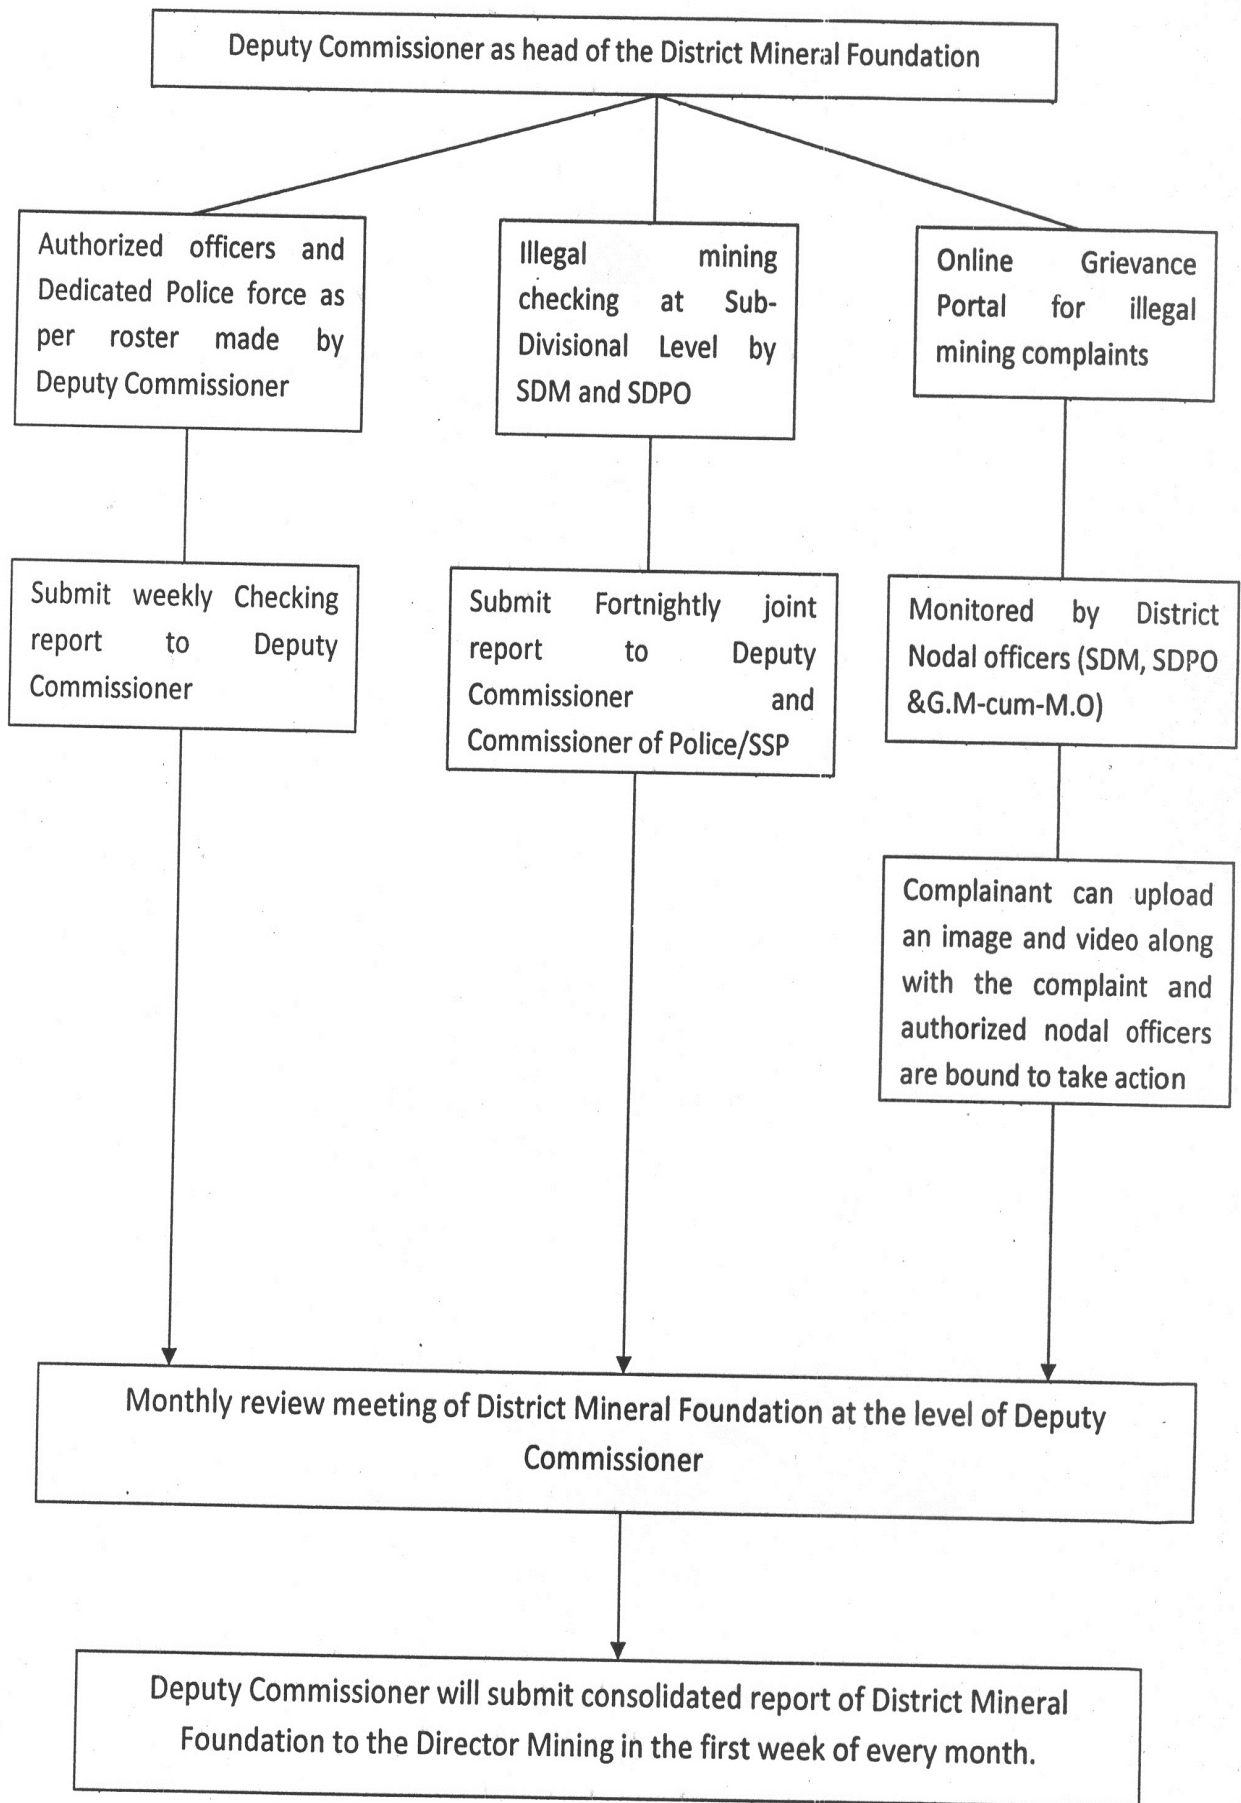 Deputy Commissioner as head of the District Mineral Foundation
Authorized officers and
Dedicated Police force as
per roster made by
Deputy Commissioner
Illegal mining
checking at Sub-
Divisional Level by
SDM and SDPO
Online Grievance
Portal for illegal
mining complaints
Submit weekly Checking
report to Deputy
Commissioner
Submit Fortnightly joint
report to Deputy
Commissioner and
Commissioner of Police/SSP
Monitored by District
Nodal officers (SDM, SDPO
&G.M-cum-M.O)
Complainant can upload
an image and video along
with the complaint and
authorized nodal officers
are bound to take action
Monthly review meeting of District Mineral Foundation at the level of Deputy
Commissioner
Deputy Commissioner will submit consolidated report of District Mineral
Foundation to the Director Mining in the first week of every month.